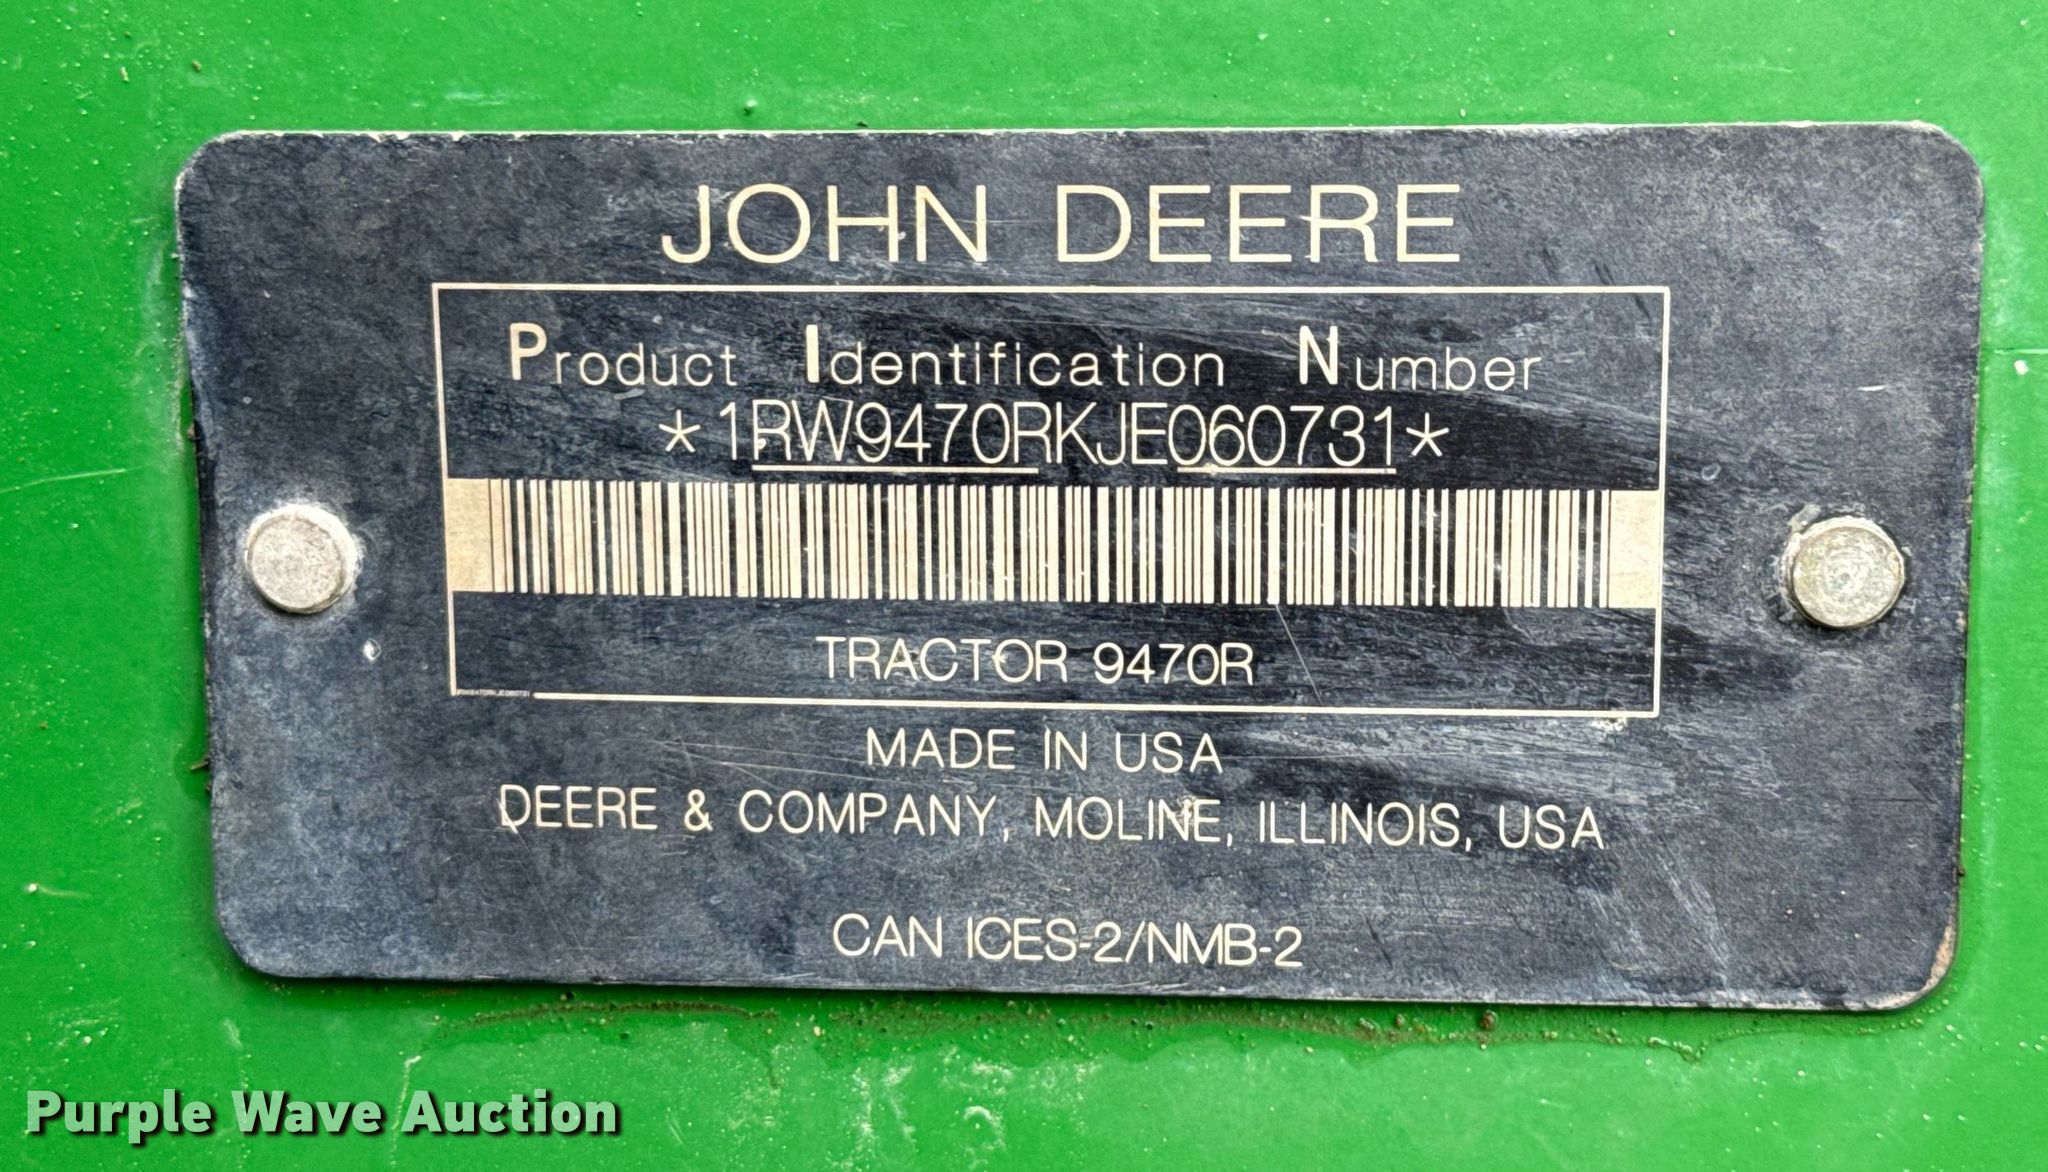 JOHN DEERE
Product Identification Number
*1RW9470RKJE060731*
TRACTOR 9470R
1RW9470RKJE060731
MADE IN USA
DEERE & COMPANY, MOLINE, ILLINOIS, USA
CAN ICES-2/NMB-2
Purple Wave Auction